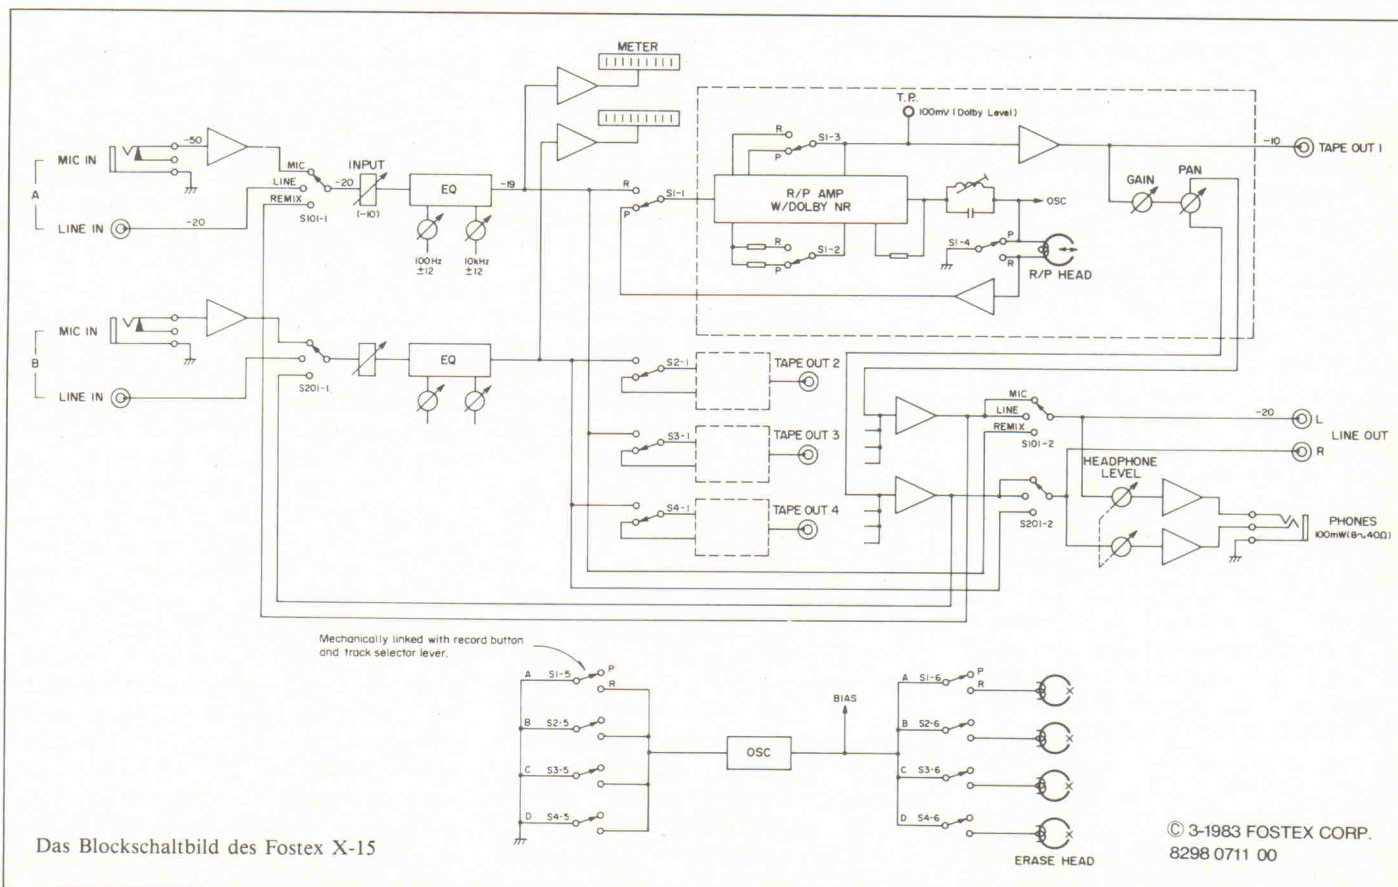 METER
T.P.
100mV (Dolby Level)
MIC IN
-50
MIC
LINE
REMIX
S101-1
-20
INPUT
(-10)
EQ
-19
A
LINE IN
-20
100Hz
±12
10kHz
±12
R
P
S1-1
R
P
S1-3
R/P AMP
W/DOLBY NR
R
P
S1-2
OSC
S1-4
P
R
R/P HEAD
GAIN
PAN
-10
TAPE OUT 1
MIC IN
B
LINE IN
S201-1
EQ
S2-1
TAPE OUT 2
S3-1
TAPE OUT 3
S4-1
TAPE OUT 4
MIC
LINE
REMIX
S101-2
-20
L
LINE OUT
R
HEADPHONE
LEVEL
S201-2
PHONES
100mW(8~40Ω)
Mechanically linked with record button
and track selector lever.
A
S1-5
P
R
B
S2-5
C
S3-5
D
S4-5
OSC
BIAS
A
S1-6
P
R
B
S2-6
C
S3-6
D
S4-6
ERASE HEAD
Das Blockschaltbild des Fostex X-15
© 3-1983 FOSTEX CORP.
8298 0711 00